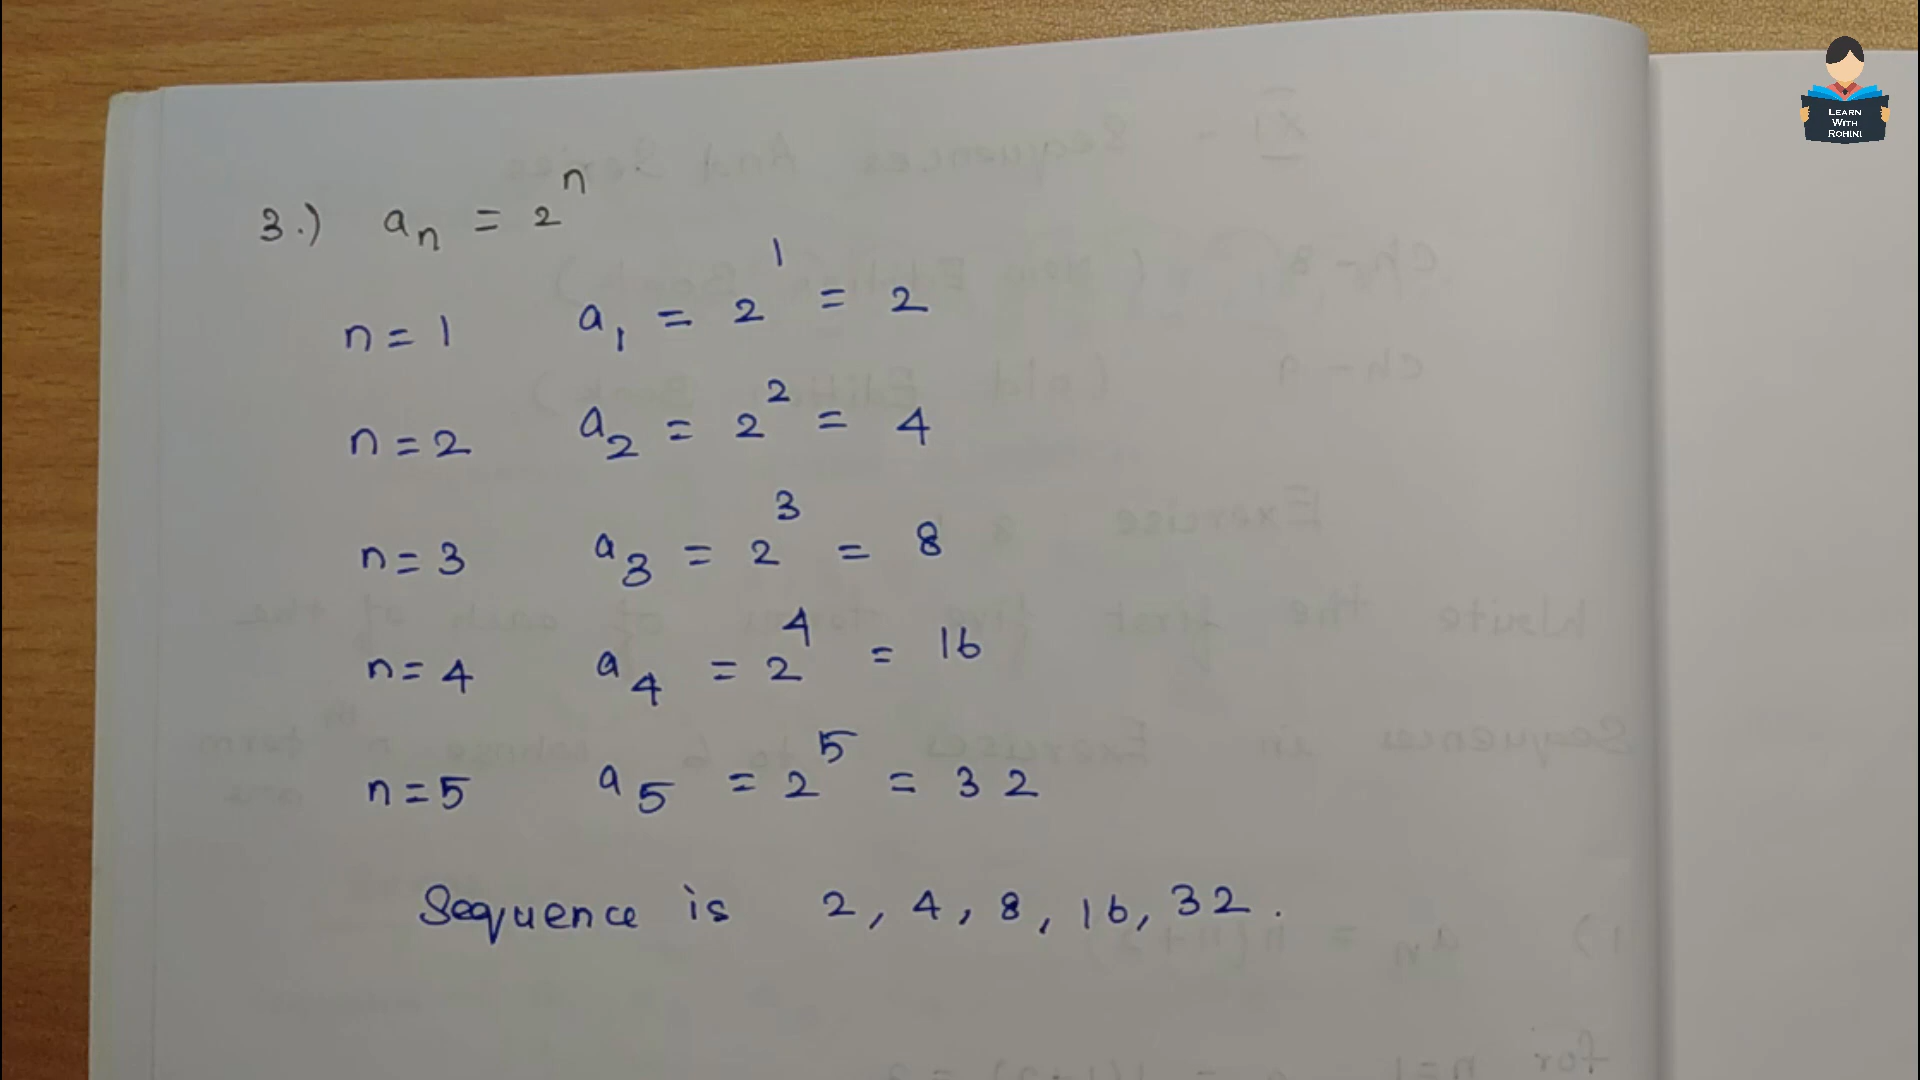 LEARN
WITH
ROHINI
3.) aₙ = 2ⁿ
n = 1 a₁ = 2¹ = 2
n = 2 a₂ = 2² = 4
n = 3 a₃ = 2³ = 8
n = 4 a₄ = 2⁴ = 16
n = 5 a₅ = 2⁵ = 32
Sequence is 2, 4, 8, 16, 32.